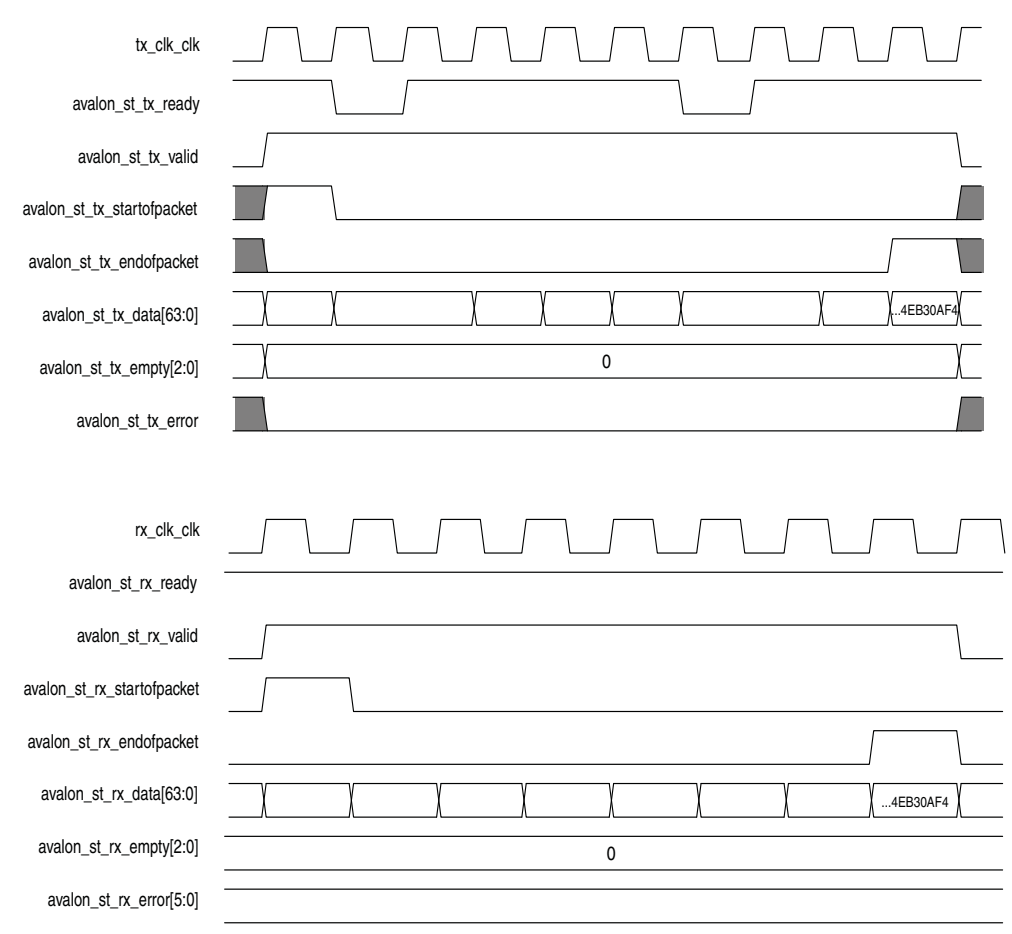 tx_clk_clk
avalon_st_tx_ready
avalon_st_tx_valid
avalon_st_tx_startofpacket
avalon_st_tx_endofpacket
avalon_st_tx_data[63:0]
...4EB30AF4
avalon_st_tx_empty[2:0]
0
avalon_st_tx_error
rx_clk_clk
avalon_st_rx_ready
avalon_st_rx_valid
avalon_st_rx_startofpacket
avalon_st_rx_endofpacket
avalon_st_rx_data[63:0]
...4EB30AF4
avalon_st_rx_empty[2:0]
0
avalon_st_rx_error[5:0]